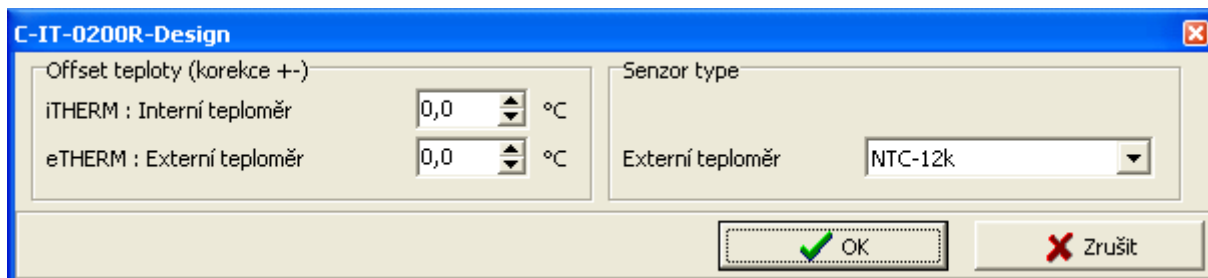 C-IT-0200R-Design
Offset teploty (korekce +-)
iTHERM : Interní teploměr 0,0 °C
eTHERM : Externí teploměr 0,0 °C
Senzor type
Externí teploměr NTC-12k
OK Zrušit